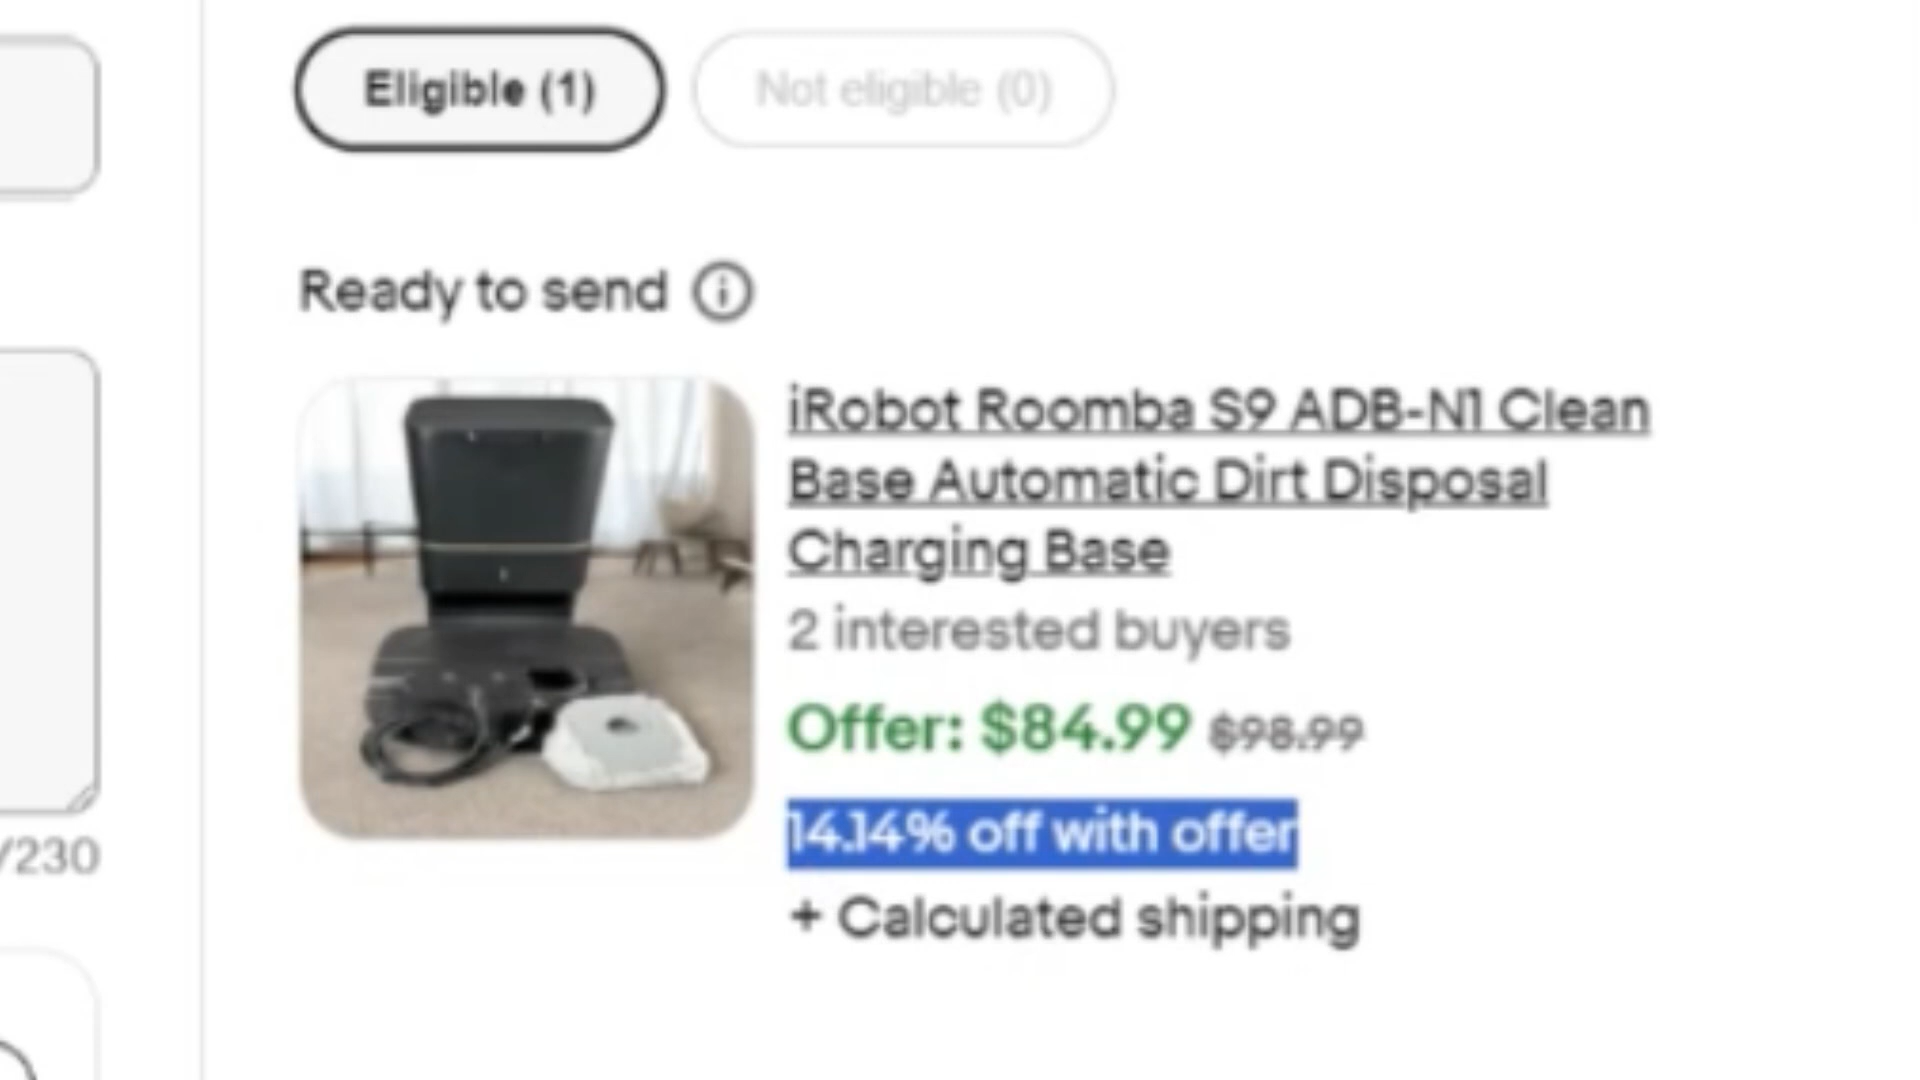 Eligible (1)
Not eligible (0)
Ready to send
iRobot Roomba S9 ADB-N1 Clean
Base Automatic Dirt Disposal
Charging Base
2 interested buyers
Offer: $84.99 $98.99
14.14% off with offer
+ Calculated shipping
/230